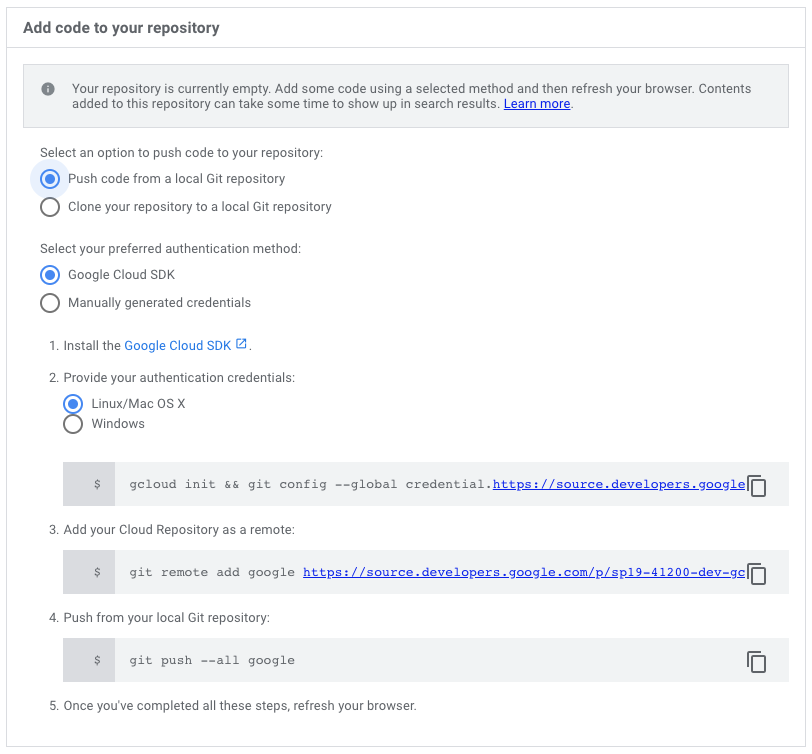 Add code to your repository
Your repository is currently empty. Add some code using a selected method and then refresh your browser. Contents
added to this repository can take some time to show up in search results. Learn more.
Select an option to push code to your repository:
Push code from a local Git repository
Clone your repository to a local Git repository
Select your preferred authentication method:
Google Cloud SDK
Manually generated credentials
1. Install the Google Cloud SDK .
2. Provide your authentication credentials:
Linux/Mac OS X
Windows
$ gcloud init && git config --global credential.https://source.developers.google
3. Add your Cloud Repository as a remote:
$ git remote add google https://source.developers.google.com/p/sp19-41200-dev-gc
4. Push from your local Git repository:
$ git push --all google
5. Once you've completed all these steps, refresh your browser.